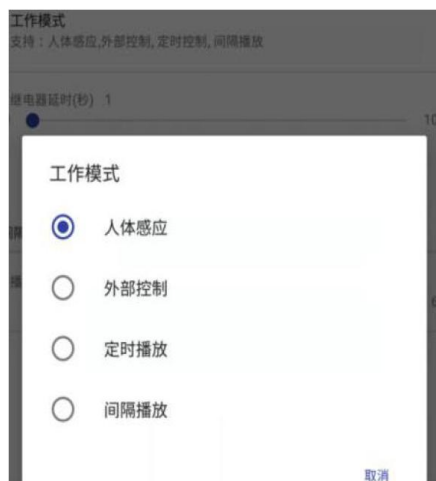 工作模式
支持：人体感应,外部控制, 定时控制, 间隔播放
继电器延时(秒) 1
10
工作模式
人体感应
外部控制
定时播放
间隔播放
取消